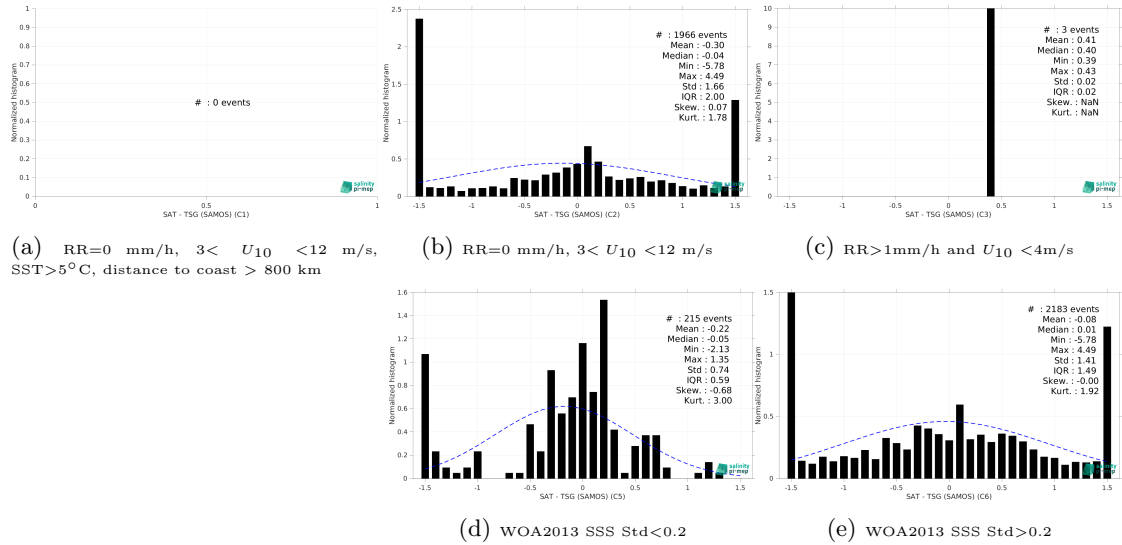 1
0.9
0.8
0.7
0.6
0.5
0.4
0.3
0.2
0.1
0
Normalized histogram
# : 0 events
salinity
pi-mep
0 0.5 1
SAT - TSG (SAMOS) (C1)
(a) RR=0 mm/h, 3< U10 <12 m/s,
SST>5°C, distance to coast > 800 km
2.5
2
1.5
1
0.5
0
Normalized histogram
# : 1966 events
Mean : -0.30
Median : -0.04
Min : -5.78
Max : 4.49
Std : 1.66
IQR : 2.00
Skew. : 0.07
Kurt. : 1.78
salinity
pi-mep
-1.5 -1 -0.5 0 0.5 1 1.5
SAT - TSG (SAMOS) (C2)
(b) RR=0 mm/h, 3< U10 <12 m/s
10
9
8
7
6
5
4
3
2
1
0
Normalized histogram
# : 3 events
Mean : 0.41
Median : 0.40
Min : 0.39
Max : 0.43
Std : 0.02
IQR : 0.02
Skew. : NaN
Kurt. : NaN
salinity
pi-mep
-1.5 -1 -0.5 0 0.5 1 1.5
SAT - TSG (SAMOS) (C3)
(c) RR>1mm/h and U10 <4m/s
1.6
1.4
1.2
1
0.8
0.6
0.4
0.2
0
Normalized histogram
# : 215 events
Mean : -0.22
Median : -0.05
Min : -2.13
Max : 1.35
Std : 0.74
IQR : 0.59
Skew. : -0.68
Kurt. : 3.00
salinity
pi-mep
-1.5 -1 -0.5 0 0.5 1 1.5
SAT - TSG (SAMOS) (C5)
(d) WOA2013 SSS Std<0.2
1.5
1
0.5
0
Normalized histogram
# : 2183 events
Mean : -0.08
Median : 0.01
Min : -5.78
Max : 4.49
Std : 1.41
IQR : 1.49
Skew. : -0.00
Kurt. : 1.92
salinity
pi-mep
-1.5 -1 -0.5 0 0.5 1 1.5
SAT - TSG (SAMOS) (C6)
(e) WOA2013 SSS Std>0.2